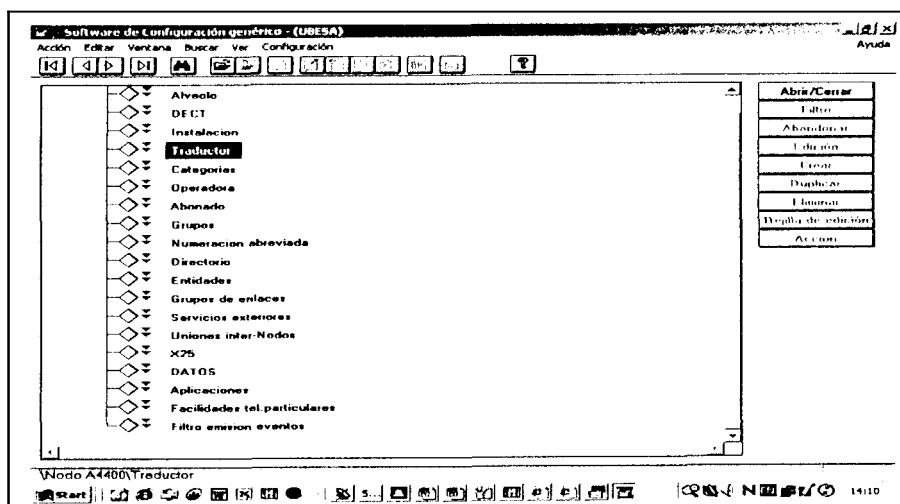 Software de Configuración genérico - (UBESA)
Acción Editar Ventana Buscar Ver Configuración Ayuda
Alveolo
DECT
Instalacion
Traductor
Categorias
Operadora
Abonado
Grupos
Numeracion abreviada
Directorio
Entidades
Grupos de enlaces
Servicios exteriores
Uniones inter-Nodos
X25
DATOS
Aplicaciones
Facilidades tel.particulares
Filtro emision eventos
Abrir/Cerrar
Filtro
Abandonar
Edición
Crear
Duplicar
Eliminar
Rejilla de edición
Acción
\Nodo A4400\Traductor
Start
14:10